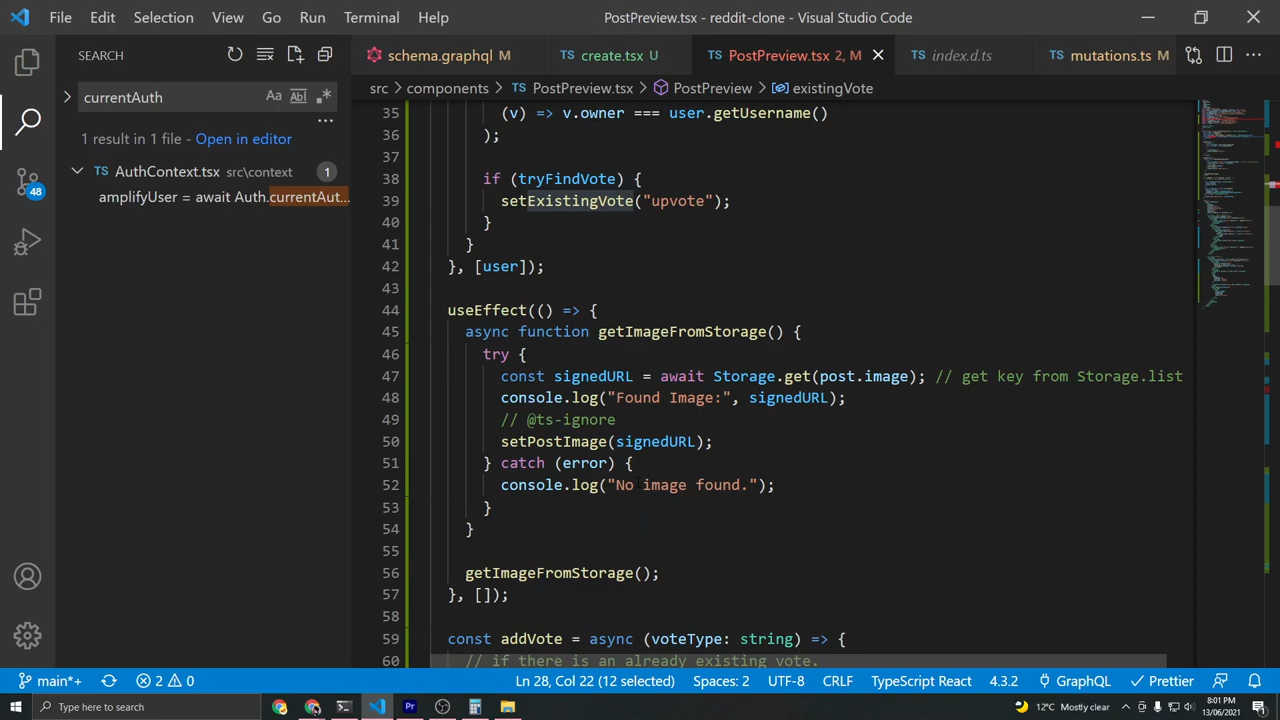 File Edit Selection View Go Run Terminal Help PostPreview.tsx - reddit-clone - Visual Studio Code
SEARCH
schema.graphql M create.tsx U PostPreview.tsx 2, M index.d.ts mutations.ts M
src components PostPreview.tsx PostPreview existingVote
currentAuth Aa Abl
1 result in 1 file - Open in editor
AuthContext.tsx src\context 1
amplifyUser = await Auth.currentAut...
35 (v) => v.owner === user.getUsername()
36 );
37
38 if (tryFindVote) {
39 setExistingVote("upvote");
40 }
41 }
42 }, [user]);
43
44 useEffect(() => {
45 async function getImageFromStorage() {
46 try {
47 const signedURL = await Storage.get(post.image); // get key from Storage.list
48 console.log("Found Image:", signedURL);
49 // @ts-ignore
50 setPostImage(signedURL);
51 } catch (error) {
52 console.log("No image found.");
53 }
54 }
55
56 getImageFromStorage();
57 }, []);
58
59 const addVote = async (voteType: string) => {
60 // if there is an already existing vote.
48
main*+ 2 0 Ln 28, Col 22 (12 selected) Spaces: 2 UTF-8 CRLF TypeScript React 4.3.2 GraphQL Prettier
Type here to search
Pr
12°C Mostly clear
8:01 PM
13/06/2021